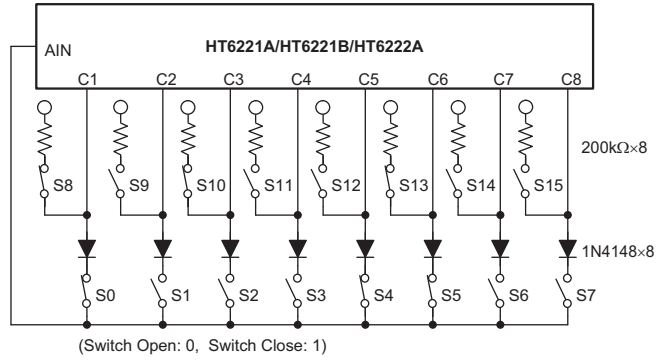 HT6221A/HT6221B/HT6222A
AIN
C1 C2 C3 C4 C5 C6 C7 C8
200kΩ×8
S8 S9 S10 S11 S12 S13 S14 S15
1N4148×8
S0 S1 S2 S3 S4 S5 S6 S7
(Switch Open: 0, Switch Close: 1)